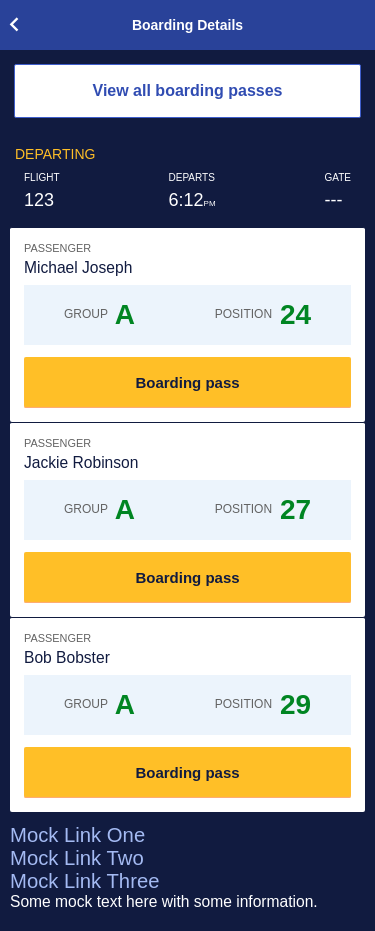 Boarding Details
View all boarding passes
DEPARTING
FLIGHT DEPARTS GATE
123 6:12PM ---
PASSENGER
Michael Joseph
GROUP A POSITION 24
Boarding pass
PASSENGER
Jackie Robinson
GROUP A POSITION 27
Boarding pass
PASSENGER
Bob Bobster
GROUP A POSITION 29
Boarding pass
Mock Link One
Mock Link Two
Mock Link Three
Some mock text here with some information.